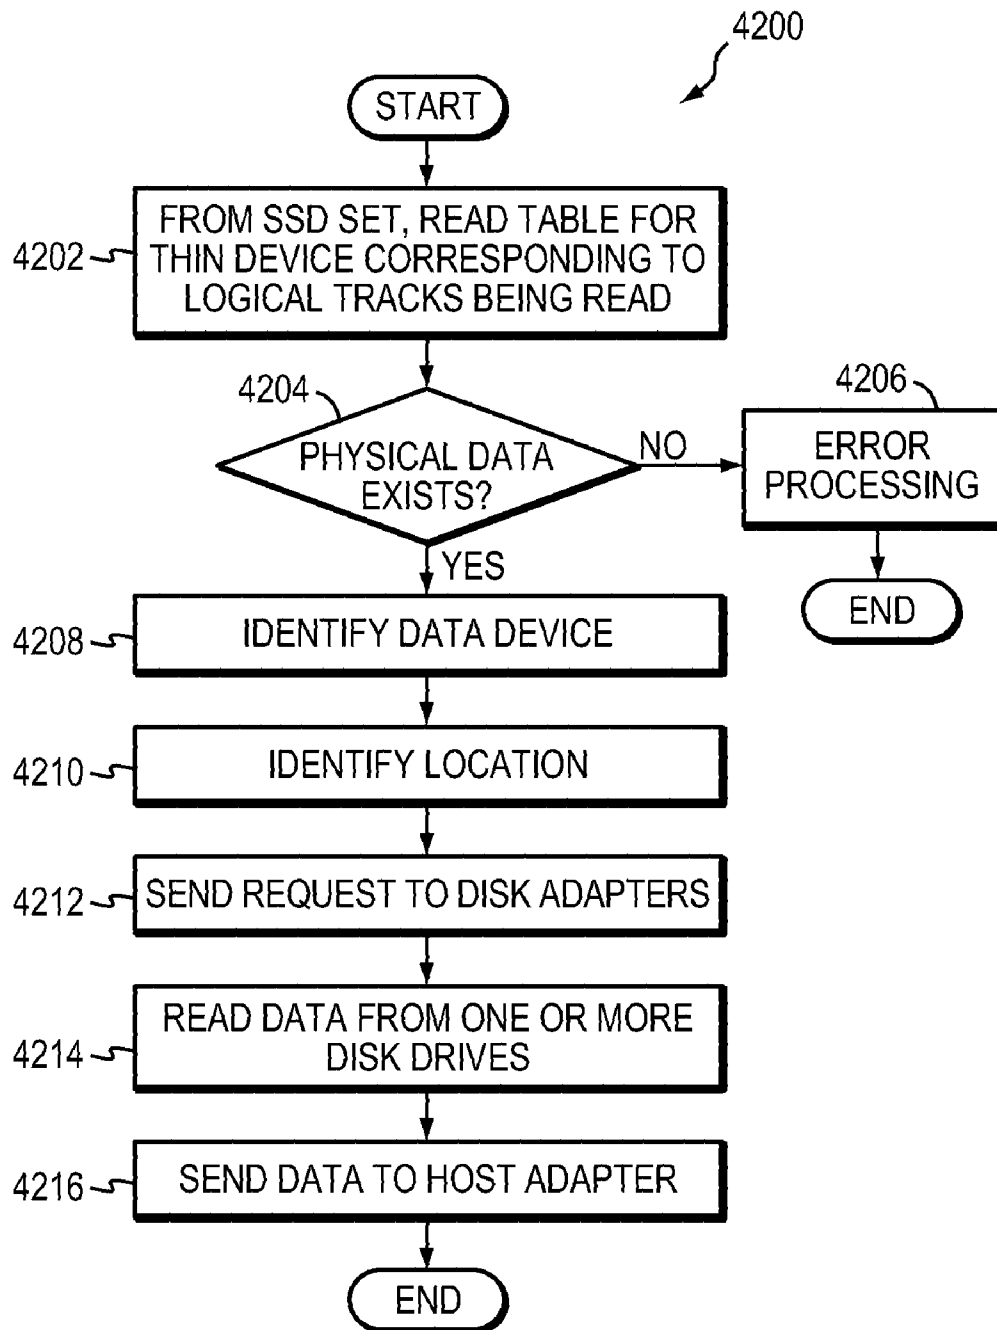 4200
START
4202
FROM SSD SET, READ TABLE FOR
THIN DEVICE CORRESPONDING TO
LOGICAL TRACKS BEING READ
4204
PHYSICAL DATA
EXISTS?
NO
4206
ERROR
PROCESSING
END
YES
4208
IDENTIFY DATA DEVICE
4210
IDENTIFY LOCATION
4212
SEND REQUEST TO DISK ADAPTERS
4214
READ DATA FROM ONE OR MORE
DISK DRIVES
4216
SEND DATA TO HOST ADAPTER
END